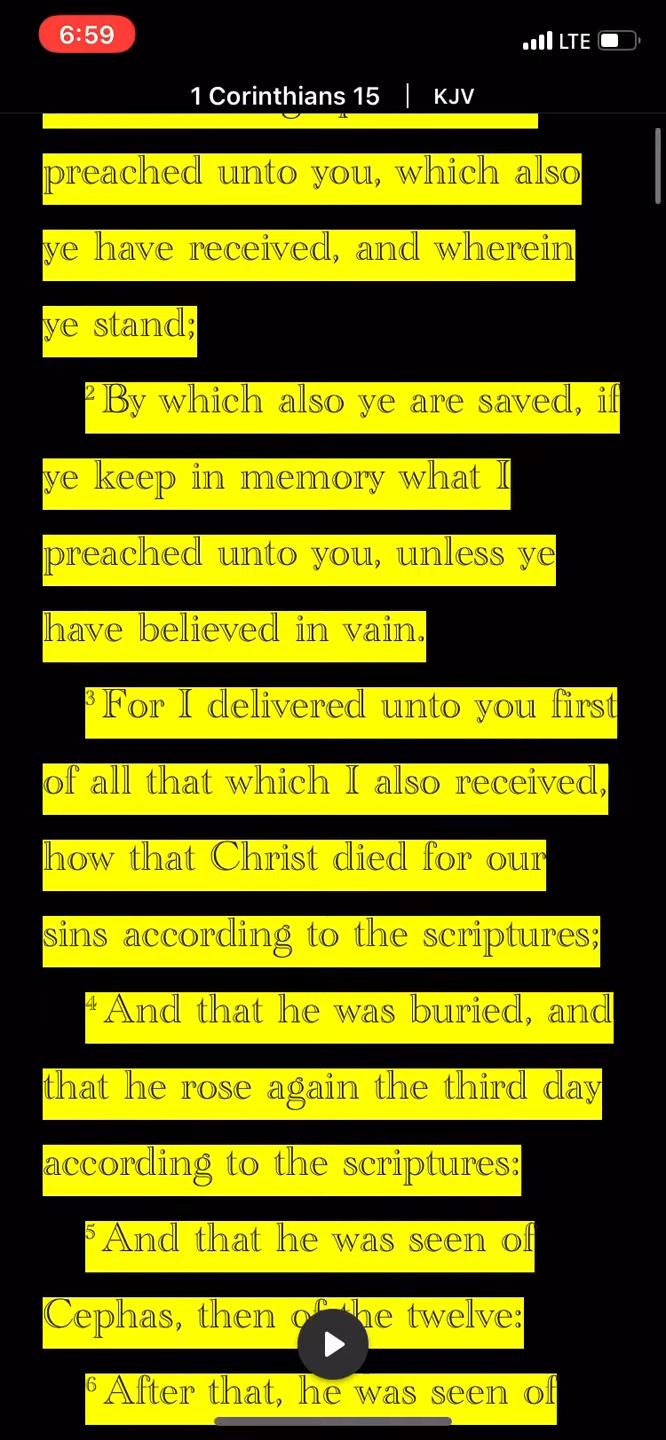 6:59
LTE
1 Corinthians 15 | KJV
preached unto you, which also
ye have received, and wherein
ye stand;
2 By which also ye are saved, if
ye keep in memory what I
preached unto you, unless ye
have believed in vain.
3 For I delivered unto you first
of all that which I also received,
how that Christ died for our
sins according to the scriptures;
4 And that he was buried, and
that he rose again the third day
according to the scriptures:
5 And that he was seen of
Cephas, then of the twelve:
6 After that, he was seen of